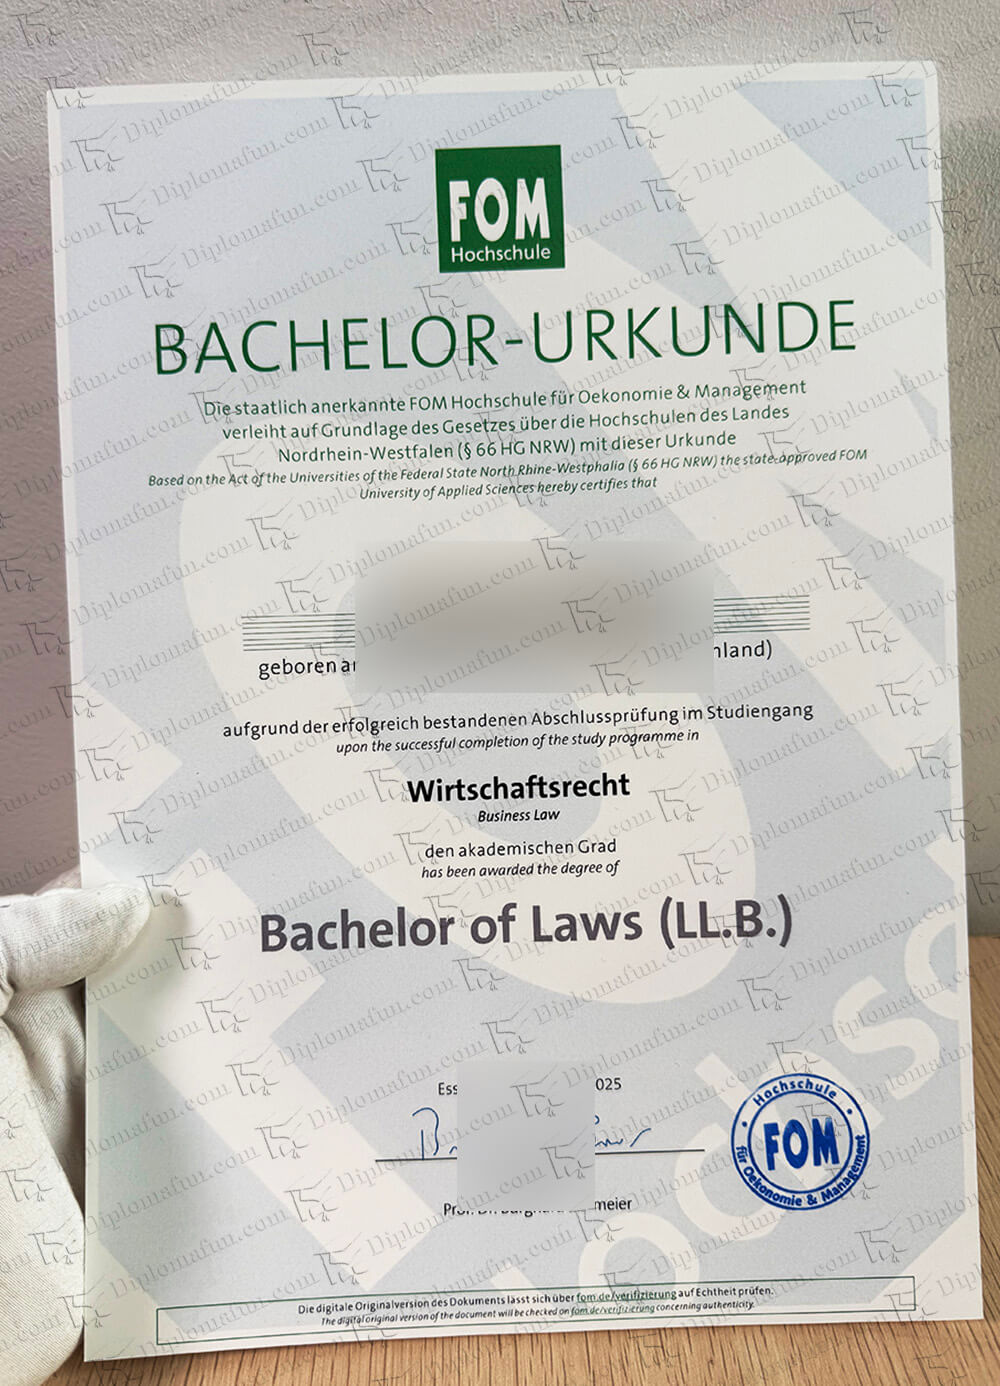 FOM
Hochschule
BACHELOR-URKUNDE
Die staatlich anerkannte FOM Hochschule für Oekonomie & Management
verleiht auf Grundlage des Gesetzes über die Hochschulen des Landes
Nordrhein-Westfalen (§ 66 HG NRW) mit dieser Urkunde
Based on the Act of the Universities of the Federal State North Rhine-Westphalia (§ 66 HG NRW) the state-approved FOM
University of Applied Sciences hereby certifies that
geboren
nland)
aufgrund der erfolgreich bestandenen Abschlussprüfung im Studiengang
upon the successful completion of the study programme in
Wirtschaftsrecht
Business Law
den akademischen Grad
has been awarded the degree of
Bachelor of Laws (LL.B.)
Ess 025
meier
Hochschule
FOM
für Oekonomie & Management
Die digitale Originalversion des Dokuments lässt sich über fom.de/verifizierung auf Echtheit prüfen.
The digital original version of the document will be checked on fom.de/verifizierung concerning authenticity.
Diplomafun.com